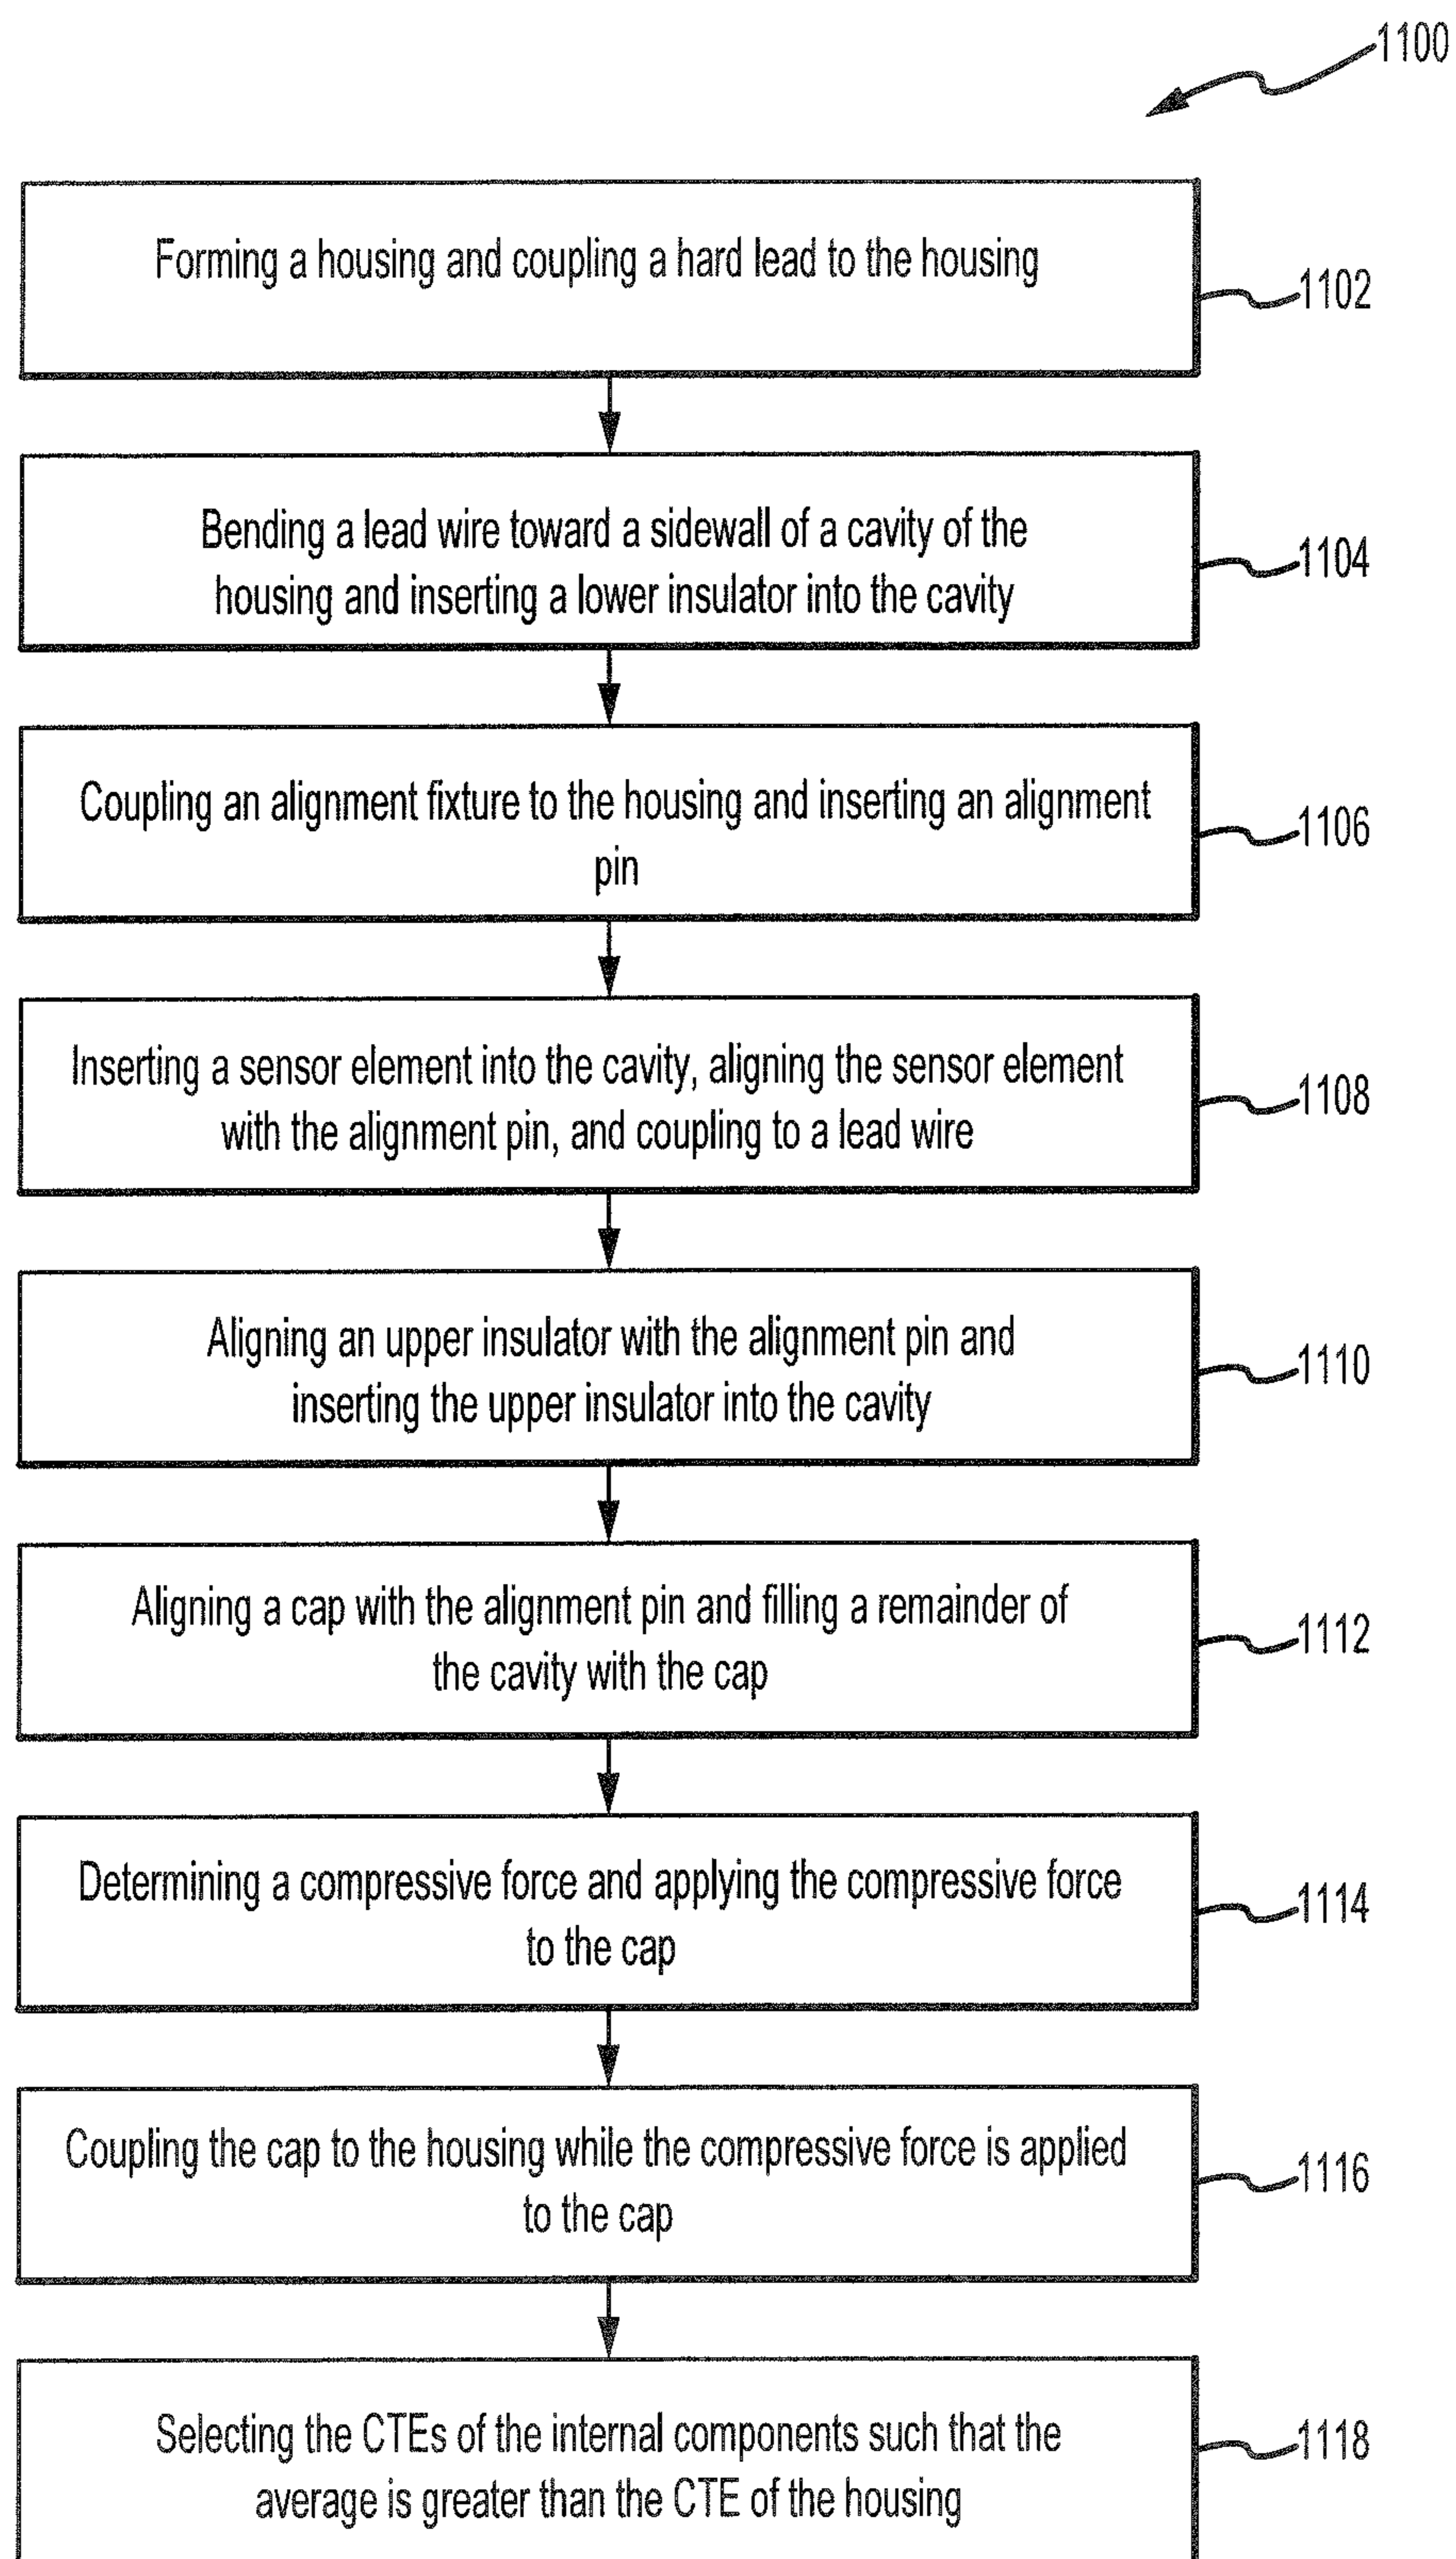 1100
Forming a housing and coupling a hard lead to the housing
1102
Bending a lead wire toward a sidewall of a cavity of the
housing and inserting a lower insulator into the cavity
1104
Coupling an alignment fixture to the housing and inserting an alignment
pin
1106
Inserting a sensor element into the cavity, aligning the sensor element
with the alignment pin, and coupling to a lead wire
1108
Aligning an upper insulator with the alignment pin and
inserting the upper insulator into the cavity
1110
Aligning a cap with the alignment pin and filling a remainder of
the cavity with the cap
1112
Determining a compressive force and applying the compressive force
to the cap
1114
Coupling the cap to the housing while the compressive force is applied
to the cap
1116
Selecting the CTEs of the internal components such that the
average is greater than the CTE of the housing
1118